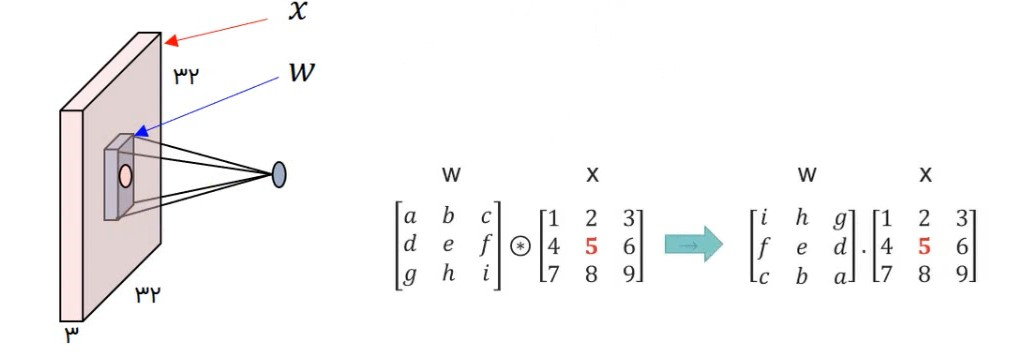 x
w
۳۲
۳۲
۳
w x w x
[a b c] [1 2 3] [i h g] [1 2 3]
[d e f] ⊛ [4 5 6] → [f e d] . [4 5 6]
[g h i] [7 8 9] [c b a] [7 8 9]